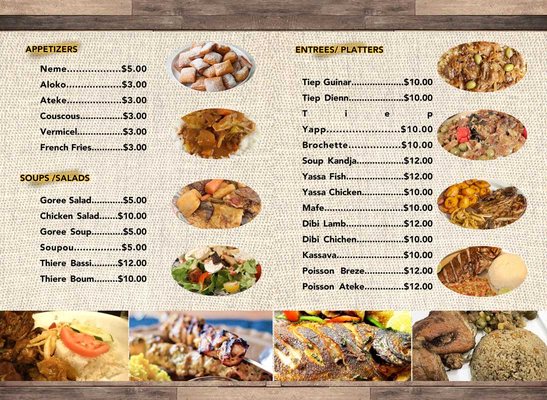 APPETIZERS
Neme..................$5.00
Aloko..................$3.00
Ateke..................$3.00
Couscous............$3.00
Vermicel..............$3.00
French Fries.........$3.00
SOUPS /SALADS
Goree Salad.........$5.00
Chicken Salad....$10.00
Goree Soup.........$5.00
Soupou................$5.00
Thiere Bassi........$12.00
Thiere Boum.......$10.00
ENTREES/ PLATTERS
Tiep Guinar...............$10.00
Tiep Dienn................$10.00
T i e p
Yapp.........................$10.00
Brochette..................$10.00
Soup Kandja..............$12.00
Yassa Fish..................$12.00
Yassa Chicken............$10.00
Mafe..........................$10.00
Dibi Lamb..................$12.00
Dibi Chichen..............$10.00
Kassava.....................$10.00
Poisson Breze............$12.00
Poisson Ateke............$12.00